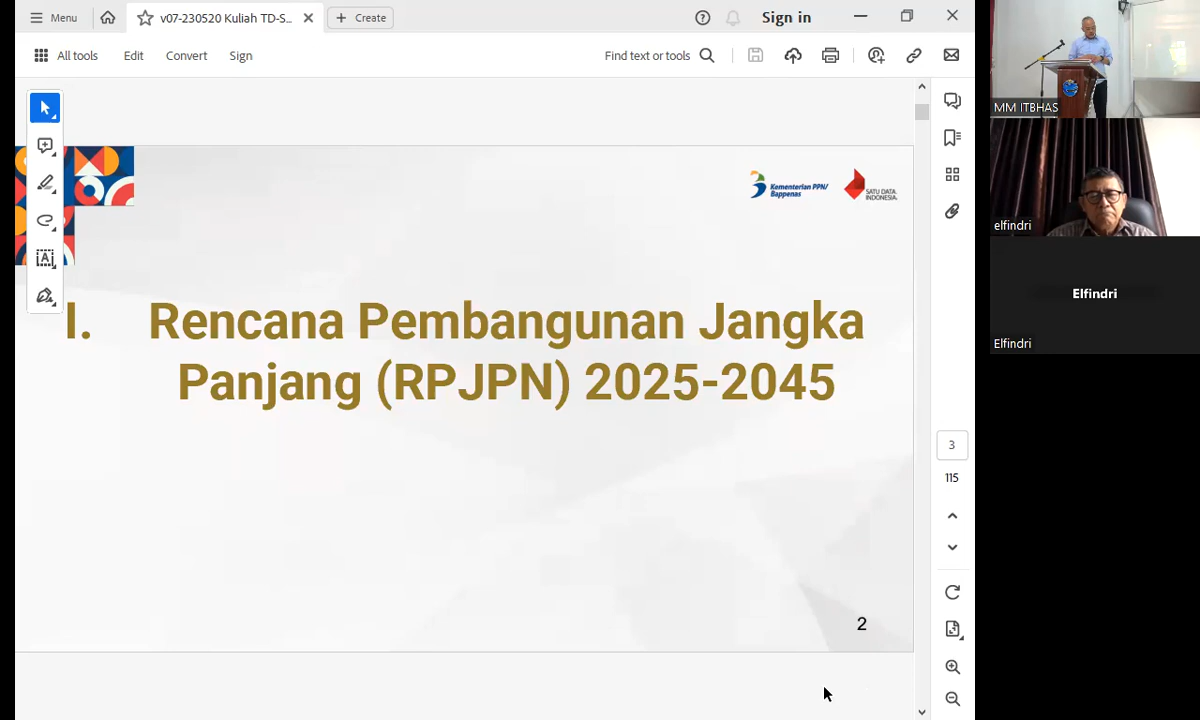 Menu
v07-230520 Kuliah TD-S...
Create
Sign in
All tools
Edit
Convert
Sign
Find text or tools
MM ITBHAS
Kementerian PPN/
Bappenas
SATU DATA
INDONESIA.
elfindri
I. Rencana Pembangunan Jangka
Panjang (RPJPN) 2025-2045
Elfindri
Elfindri
3
115
2